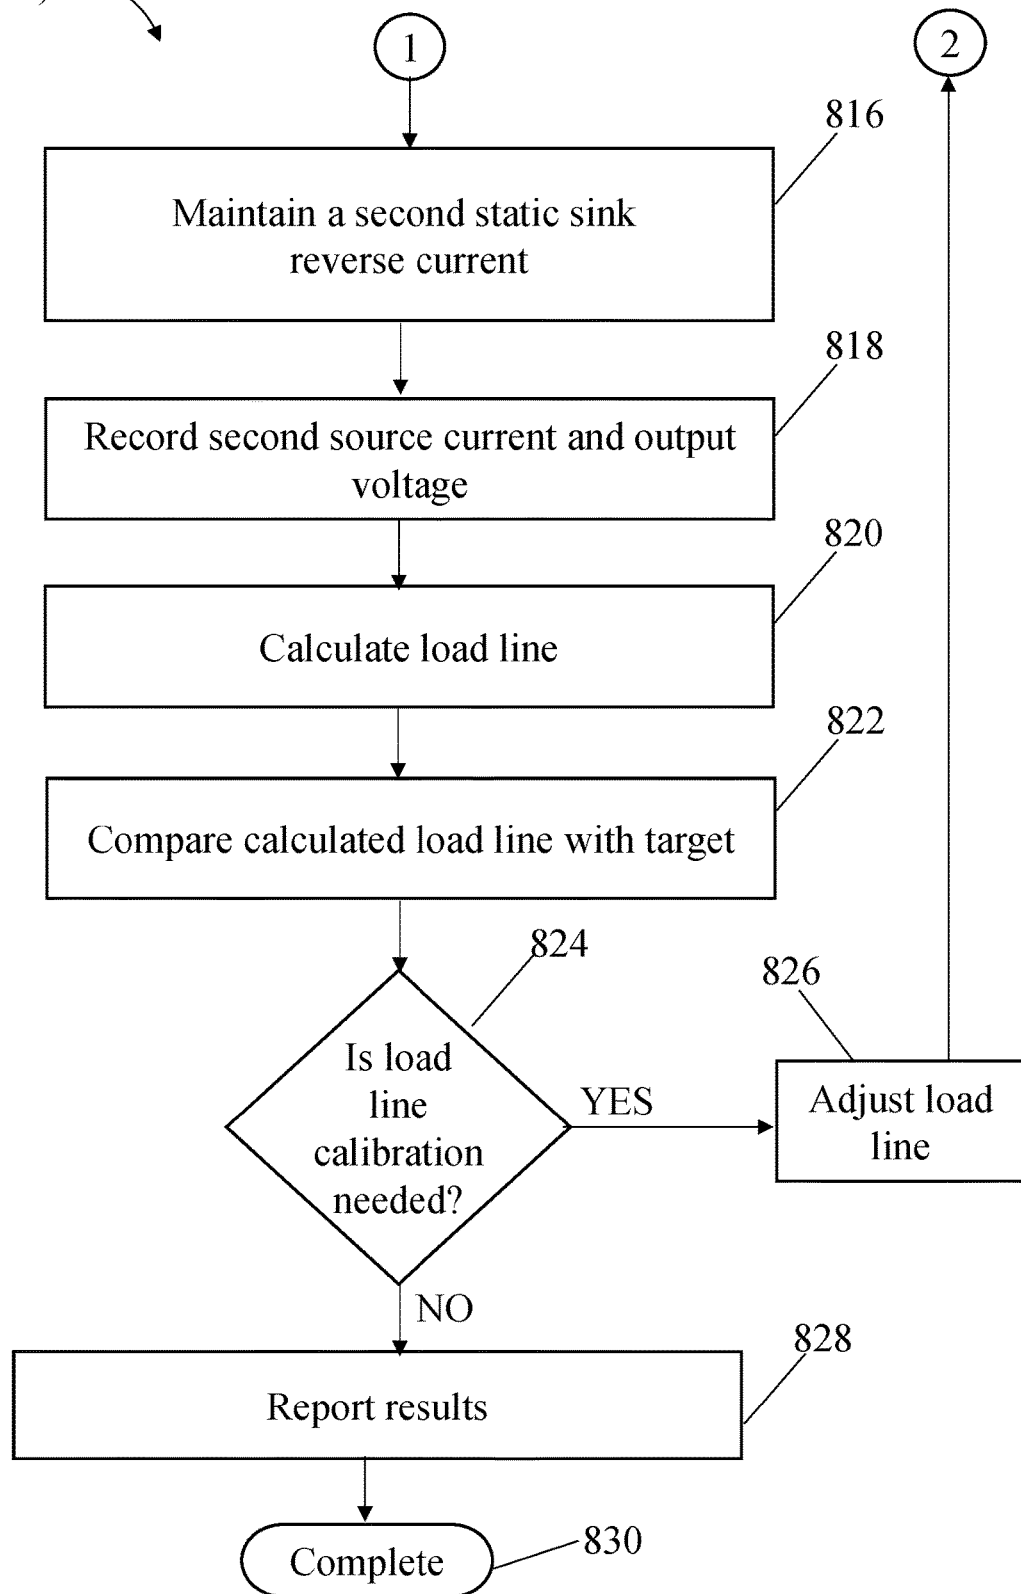 1
2
816
Maintain a second static sink
reverse current
818
Record second source current and output
voltage
820
Calculate load line
822
Compare calculated load line with target
824
Is load
line
calibration
needed?
YES
826
Adjust load
line
NO
828
Report results
830
Complete